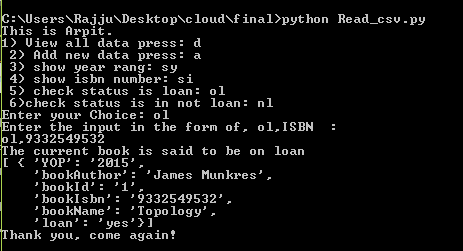 C:\Users\Rajju\Desktop\cloud\final>python Read_csv.py
This is Arpit.
1) View all data press: d
2) Add new data press: a
3) show year rang: sy
4) show isbn number: si
5) check status is loan: ol
6)check status is in not loan: nl
Enter your Choice: ol
Enter the input in the form of, ol,ISBN  :
ol,9332549532
The current book is said to be on loan
[ { 'YOP': '2015',
'bookAuthor': 'James Munkres',
'bookId': '1',
'bookIsbn': '9332549532',
'bookName': 'Topology',
'loan': 'yes'}]
Thank you, come again!